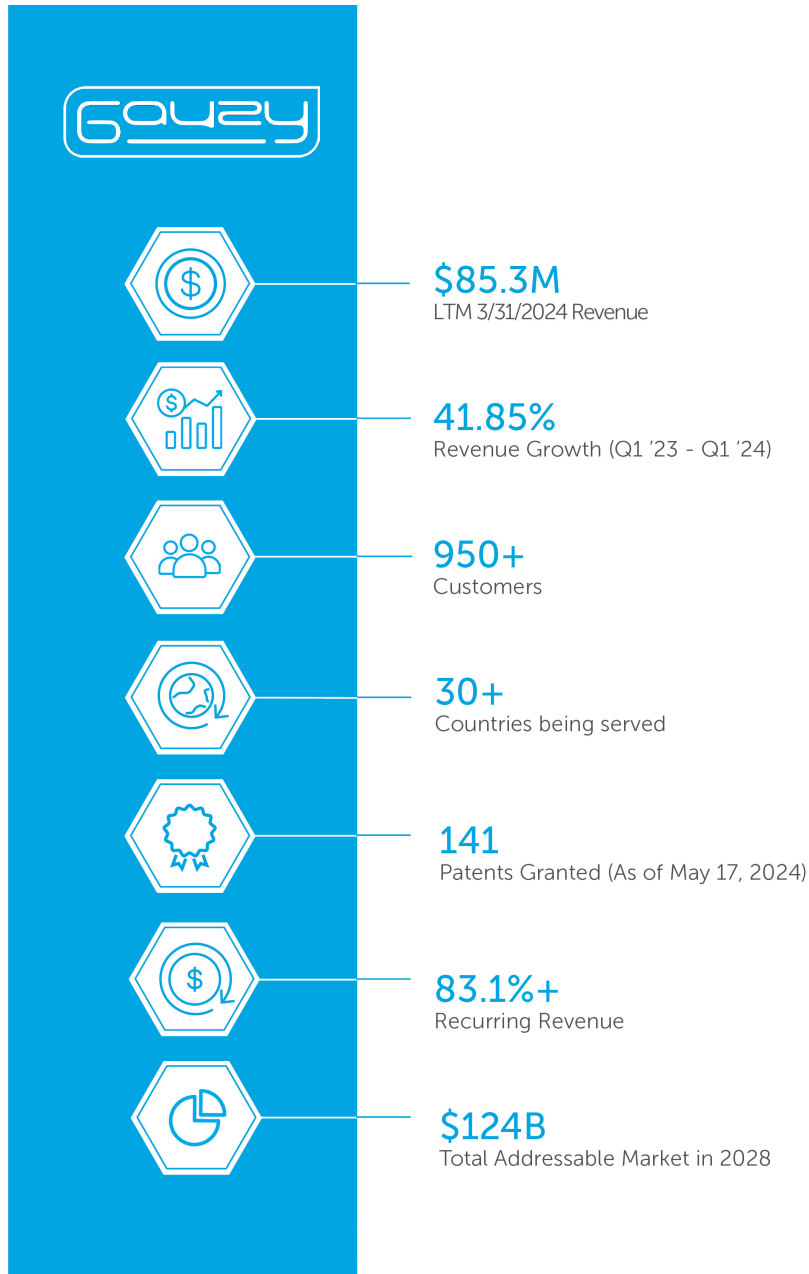 Gauzy
$
$85.3M
LTM 3/31/2024 Revenue
$
41.85%
Revenue Growth (Q1 ’23 - Q1 ’24)
950+
Customers
30+
Countries being served
141
Patents Granted (As of May 17, 2024)
$
83.1%+
Recurring Revenue
$124B
Total Addressable Market in 2028